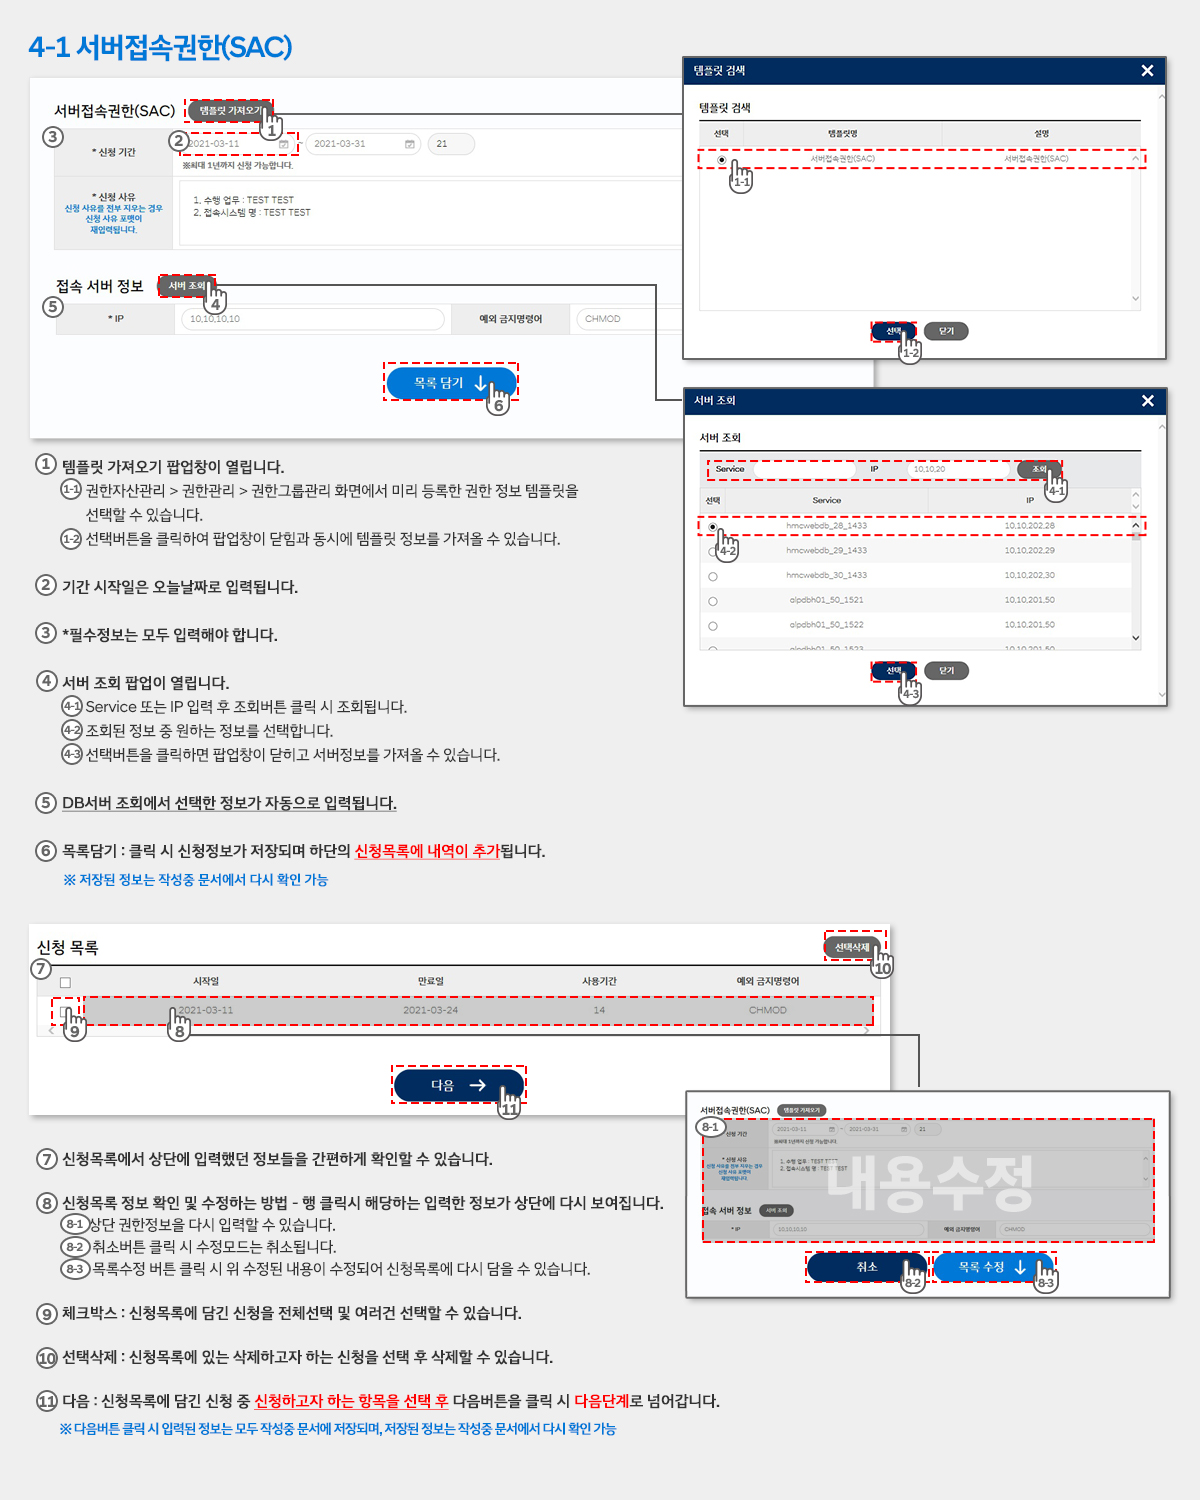 4-1 서버접속권한(SAC)
서버접속권한(SAC) 템플릿 가져오기
1
3
* 신청 기간
2
2021-03-11 ~ 2021-03-31 21
※최대 1년까지 신청 가능합니다.
* 신청 사유
신청 사유를 전부 지우는 경우
신청 사유 포맷이
재입력됩니다.
1. 수행 업무 : TEST TEST
2. 접속시스템 명 : TEST TEST
접속 서버 정보 서버 조회
4
5
* IP 10,10,10,10 예외 금지명령어 CHMOD
목록 담기 ↓
6
템플릿 검색
템플릿 검색
선택 템플릿명 설명
서버접속권한(SAC) 서버접속권한(SAC)
1-1
선택 닫기
1-2
서버 조회
서버 조회
Service IP 10,10,20 조회
4-1
선택 Service IP
hmcwebdb_28_1433 10,10,202,28
4-2
hmcwebdb_29_1433 10,10,202,29
hmcwebdb_30_1433 10,10,202,30
alpdbh01_50_1521 10,10,201,50
alpdbh01_50_1522 10,10,201,50
alpdbh01_50_1523 10,10,201,50
선택 닫기
4-3
1 템플릿 가져오기 팝업창이 열립니다.
1-1 권한자산관리 > 권한관리 > 권한그룹관리 화면에서 미리 등록한 권한 정보 템플릿을
선택할 수 있습니다.
1-2 선택버튼을 클릭하여 팝업창이 닫힘과 동시에 템플릿 정보를 가져올 수 있습니다.
2 기간 시작일은 오늘날짜로 입력됩니다.
3 *필수정보는 모두 입력해야 합니다.
4 서버 조회 팝업이 열립니다.
4-1 Service 또는 IP 입력 후 조회버튼 클릭 시 조회됩니다.
4-2 조회된 정보 중 원하는 정보를 선택합니다.
4-3 선택버튼을 클릭하면 팝업창이 닫히고 서버정보를 가져올 수 있습니다.
5 DB서버 조회에서 선택한 정보가 자동으로 입력됩니다.
6 목록담기 : 클릭 시 신청정보가 저장되며 하단의 신청목록에 내역이 추가됩니다.
※ 저장된 정보는 작성중 문서에서 다시 확인 가능
신청 목록 선택삭제
10
7
시작일 만료일 사용기간 예외 금지명령어
2021-03-11 2021-03-24 14 CHMOD
9 8
다음 →
11
서버접속권한(SAC) 템플릿 가져오기
8-1
* 신청 기간 2021-03-11 ~ 2021-03-31 21
※최대 1년까지 신청 가능합니다.
* 신청 사유
신청 사유를 전부 지우는 경우
신청 사유 포맷이
재입력됩니다.
1. 수행 업무 : TEST TEST
2. 접속시스템 명 : TEST TEST
내용수정
접속 서버 정보 서버 조회
* IP 10,10,10,20 예외 금지명령어 CHMOD
취소 목록 수정 ↓
8-2 8-3
7 신청목록에서 상단에 입력했던 정보들을 간편하게 확인할 수 있습니다.
8 신청목록 정보 확인 및 수정하는 방법 - 행 클릭시 해당하는 입력한 정보가 상단에 다시 보여집니다.
8-1 상단 권한정보을 다시 입력할 수 있습니다.
8-2 취소버튼 클릭 시 수정모드는 취소됩니다.
8-3 목록수정 버튼 클릭 시 위 수정된 내용이 수정되어 신청목록에 다시 담을 수 있습니다.
9 체크박스 : 신청목록에 담긴 신청을 전체선택 및 여러건 선택할 수 있습니다.
10 선택삭제 : 신청목록에 있는 삭제하고자 하는 신청을 선택 후 삭제할 수 있습니다.
11 다음 : 신청목록에 담긴 신청 중 신청하고자 하는 항목을 선택 후 다음버튼을 클릭 시 다음단계로 넘어갑니다.
※ 다음버튼 클릭 시 입력된 정보는 모두 작성중 문서에 저장되며, 저장된 정보는 작성중 문서에서 다시 확인 가능